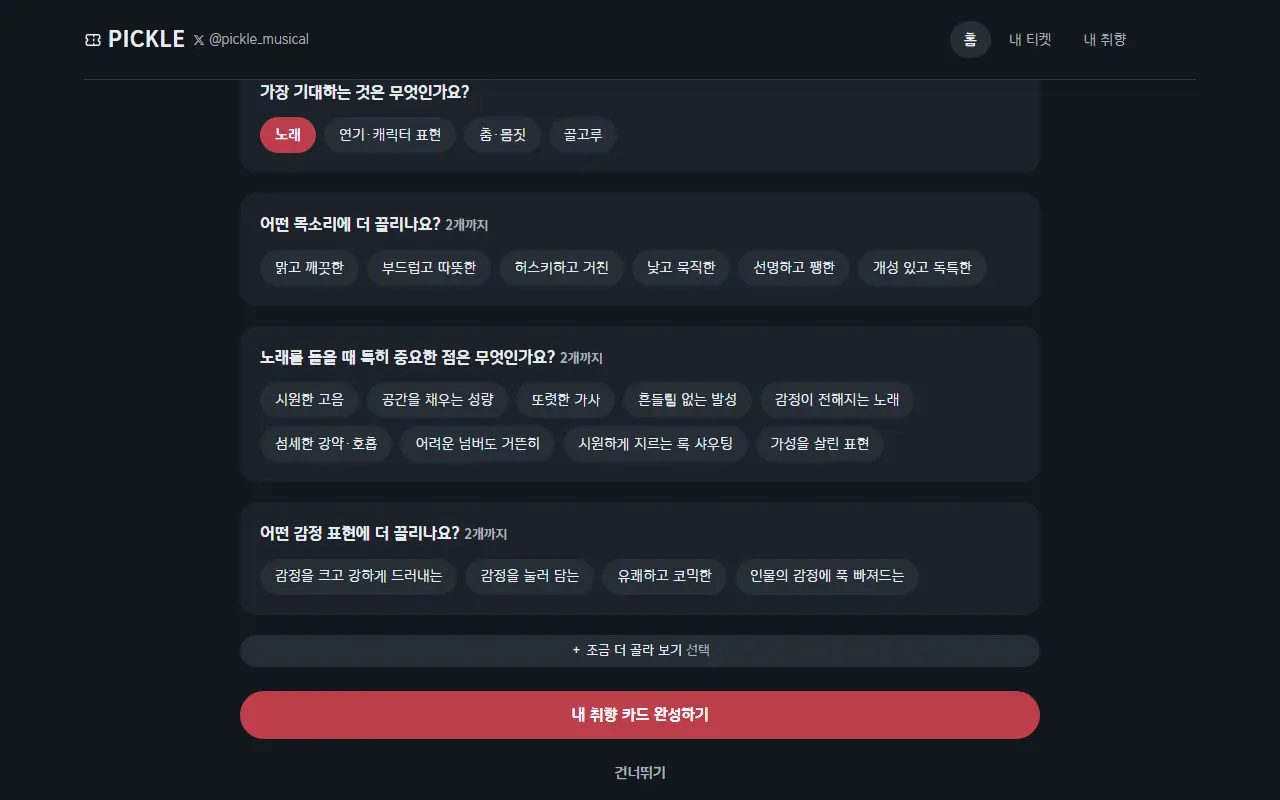 PICKLE 𝕏 @pickle_musical
홈 내 티켓 내 취향
가장 기대하는 것은 무엇인가요?
노래 연기·캐릭터 표현 춤·몸짓 골고루
어떤 목소리에 더 끌리나요? 2개까지
맑고 깨끗한 부드럽고 따뜻한 허스키하고 거친 낮고 묵직한 선명하고 쨍한 개성 있고 독특한
노래를 들을 때 특히 중요한 점은 무엇인가요? 2개까지
시원한 고음 공간을 채우는 성량 또렷한 가사 흔들림 없는 발성 감정이 전해지는 노래
섬세한 강약·호흡 어려운 넘버도 거뜬히 시원하게 지르는 록 샤우팅 가성을 살린 표현
어떤 감정 표현에 더 끌리나요? 2개까지
감정을 크고 강하게 드러내는 감정을 눌러 담는 유쾌하고 코믹한 인물의 감정에 푹 빠져드는
+ 조금 더 골라 보기 선택
내 취향 카드 완성하기
건너뛰기